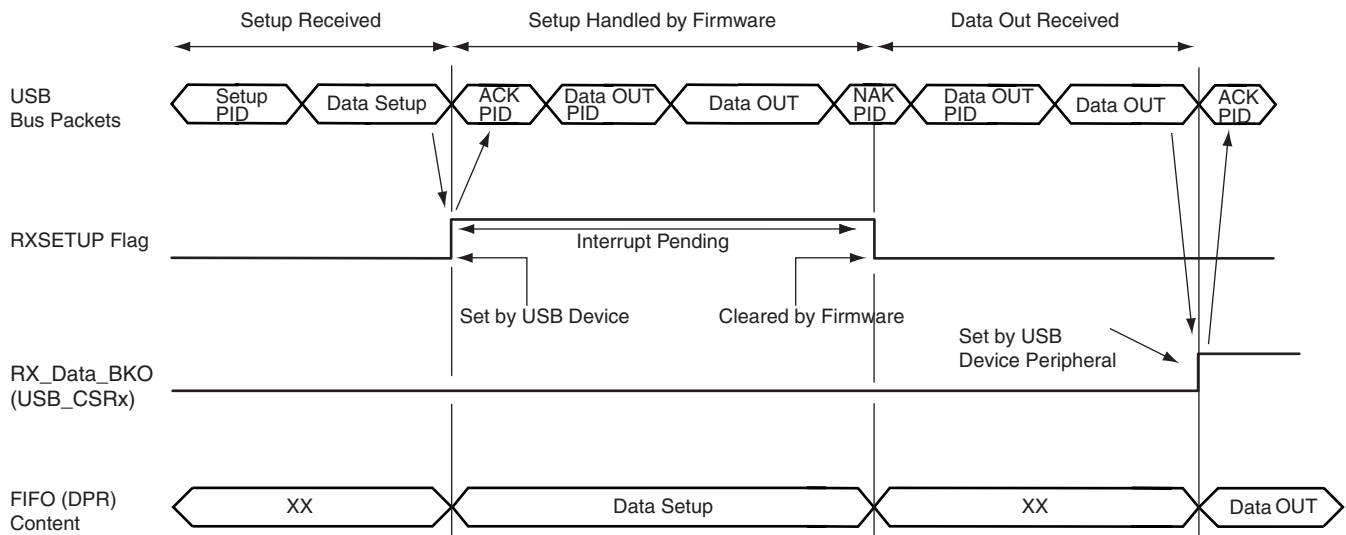 Setup Received
Setup Handled by Firmware
Data Out Received
USB
Bus Packets
Setup
PID
Data Setup
ACK
PID
Data OUT
PID
Data OUT
NAK
PID
Data OUT
PID
Data OUT
ACK
PID
RXSETUP Flag
Interrupt Pending
Set by USB Device
Cleared by Firmware
Set by USB
Device Peripheral
RX_Data_BKO
(USB_CSRx)
FIFO (DPR)
Content
XX
Data Setup
XX
Data OUT